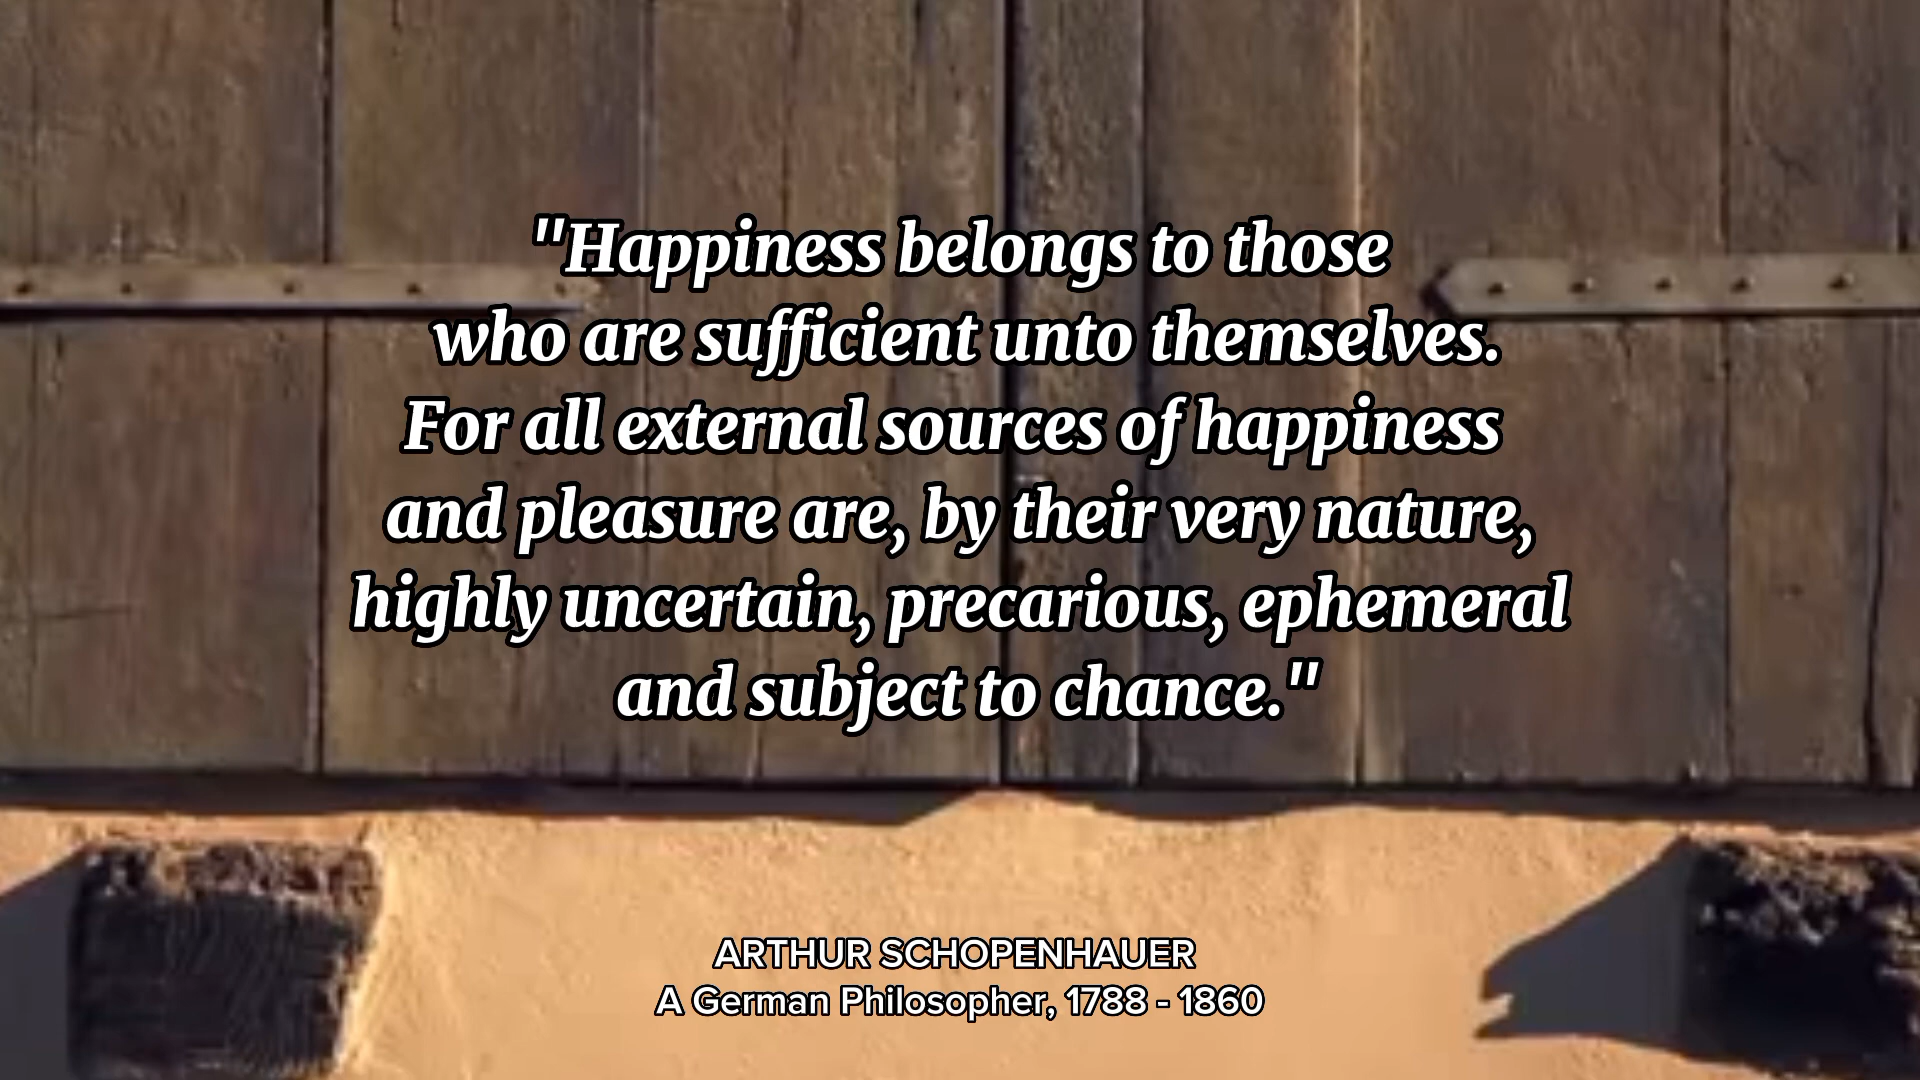 "Happiness belongs to those
who are sufficient unto themselves.
For all external sources of happiness
and pleasure are, by their very nature,
highly uncertain, precarious, ephemeral
and subject to chance."
ARTHUR SCHOPENHAUER
A German Philosopher, 1788 - 1860